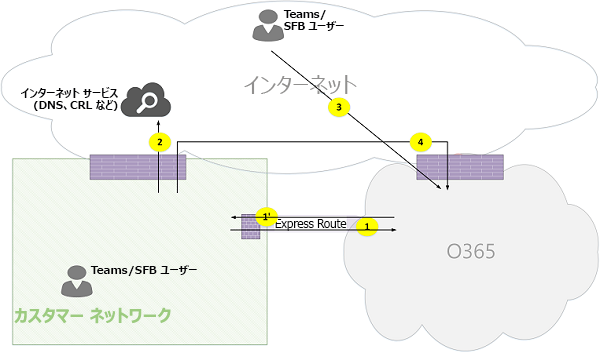 Teams/
SFB ユーザー
インターネット サービス
(DNS、CRL など)
インターネット
3
2
4
1'
1
Express Route
O365
Teams/SFB ユーザー
カスタマー ネットワーク